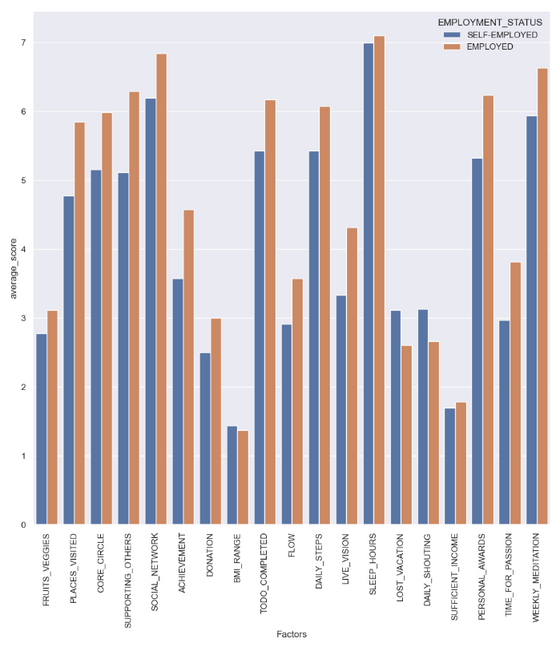 EMPLOYMENT_STATUS
SELF-EMPLOYED
EMPLOYED
average_score
7
6
5
4
3
2
1
0
FRUITS_VEGGIES
PLACES_VISITED
CORE_CIRCLE
SUPPORTING_OTHERS
SOCIAL_NETWORK
ACHIEVEMENT
DONATION
BMI_RANGE
TODO_COMPLETED
FLOW
DAILY_STEPS
LIVE_VISION
SLEEP_HOURS
LOST_VACATION
DAILY_SHOUTING
SUFFICIENT_INCOME
PERSONAL_AWARDS
TIME_FOR_PASSION
WEEKLY_MEDITATION
Factors